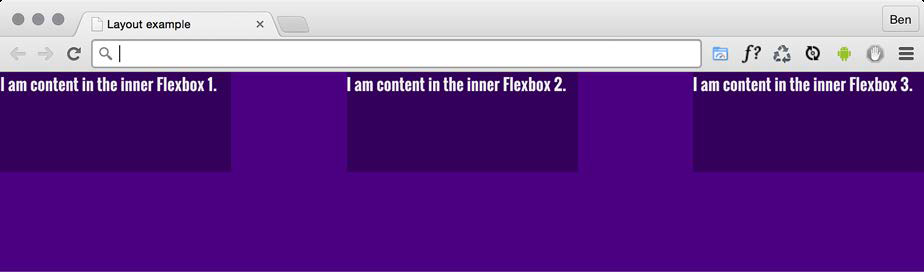 Layout example
Ben
f?
I am content in the inner Flexbox 1.
I am content in the inner Flexbox 2.
I am content in the inner Flexbox 3.